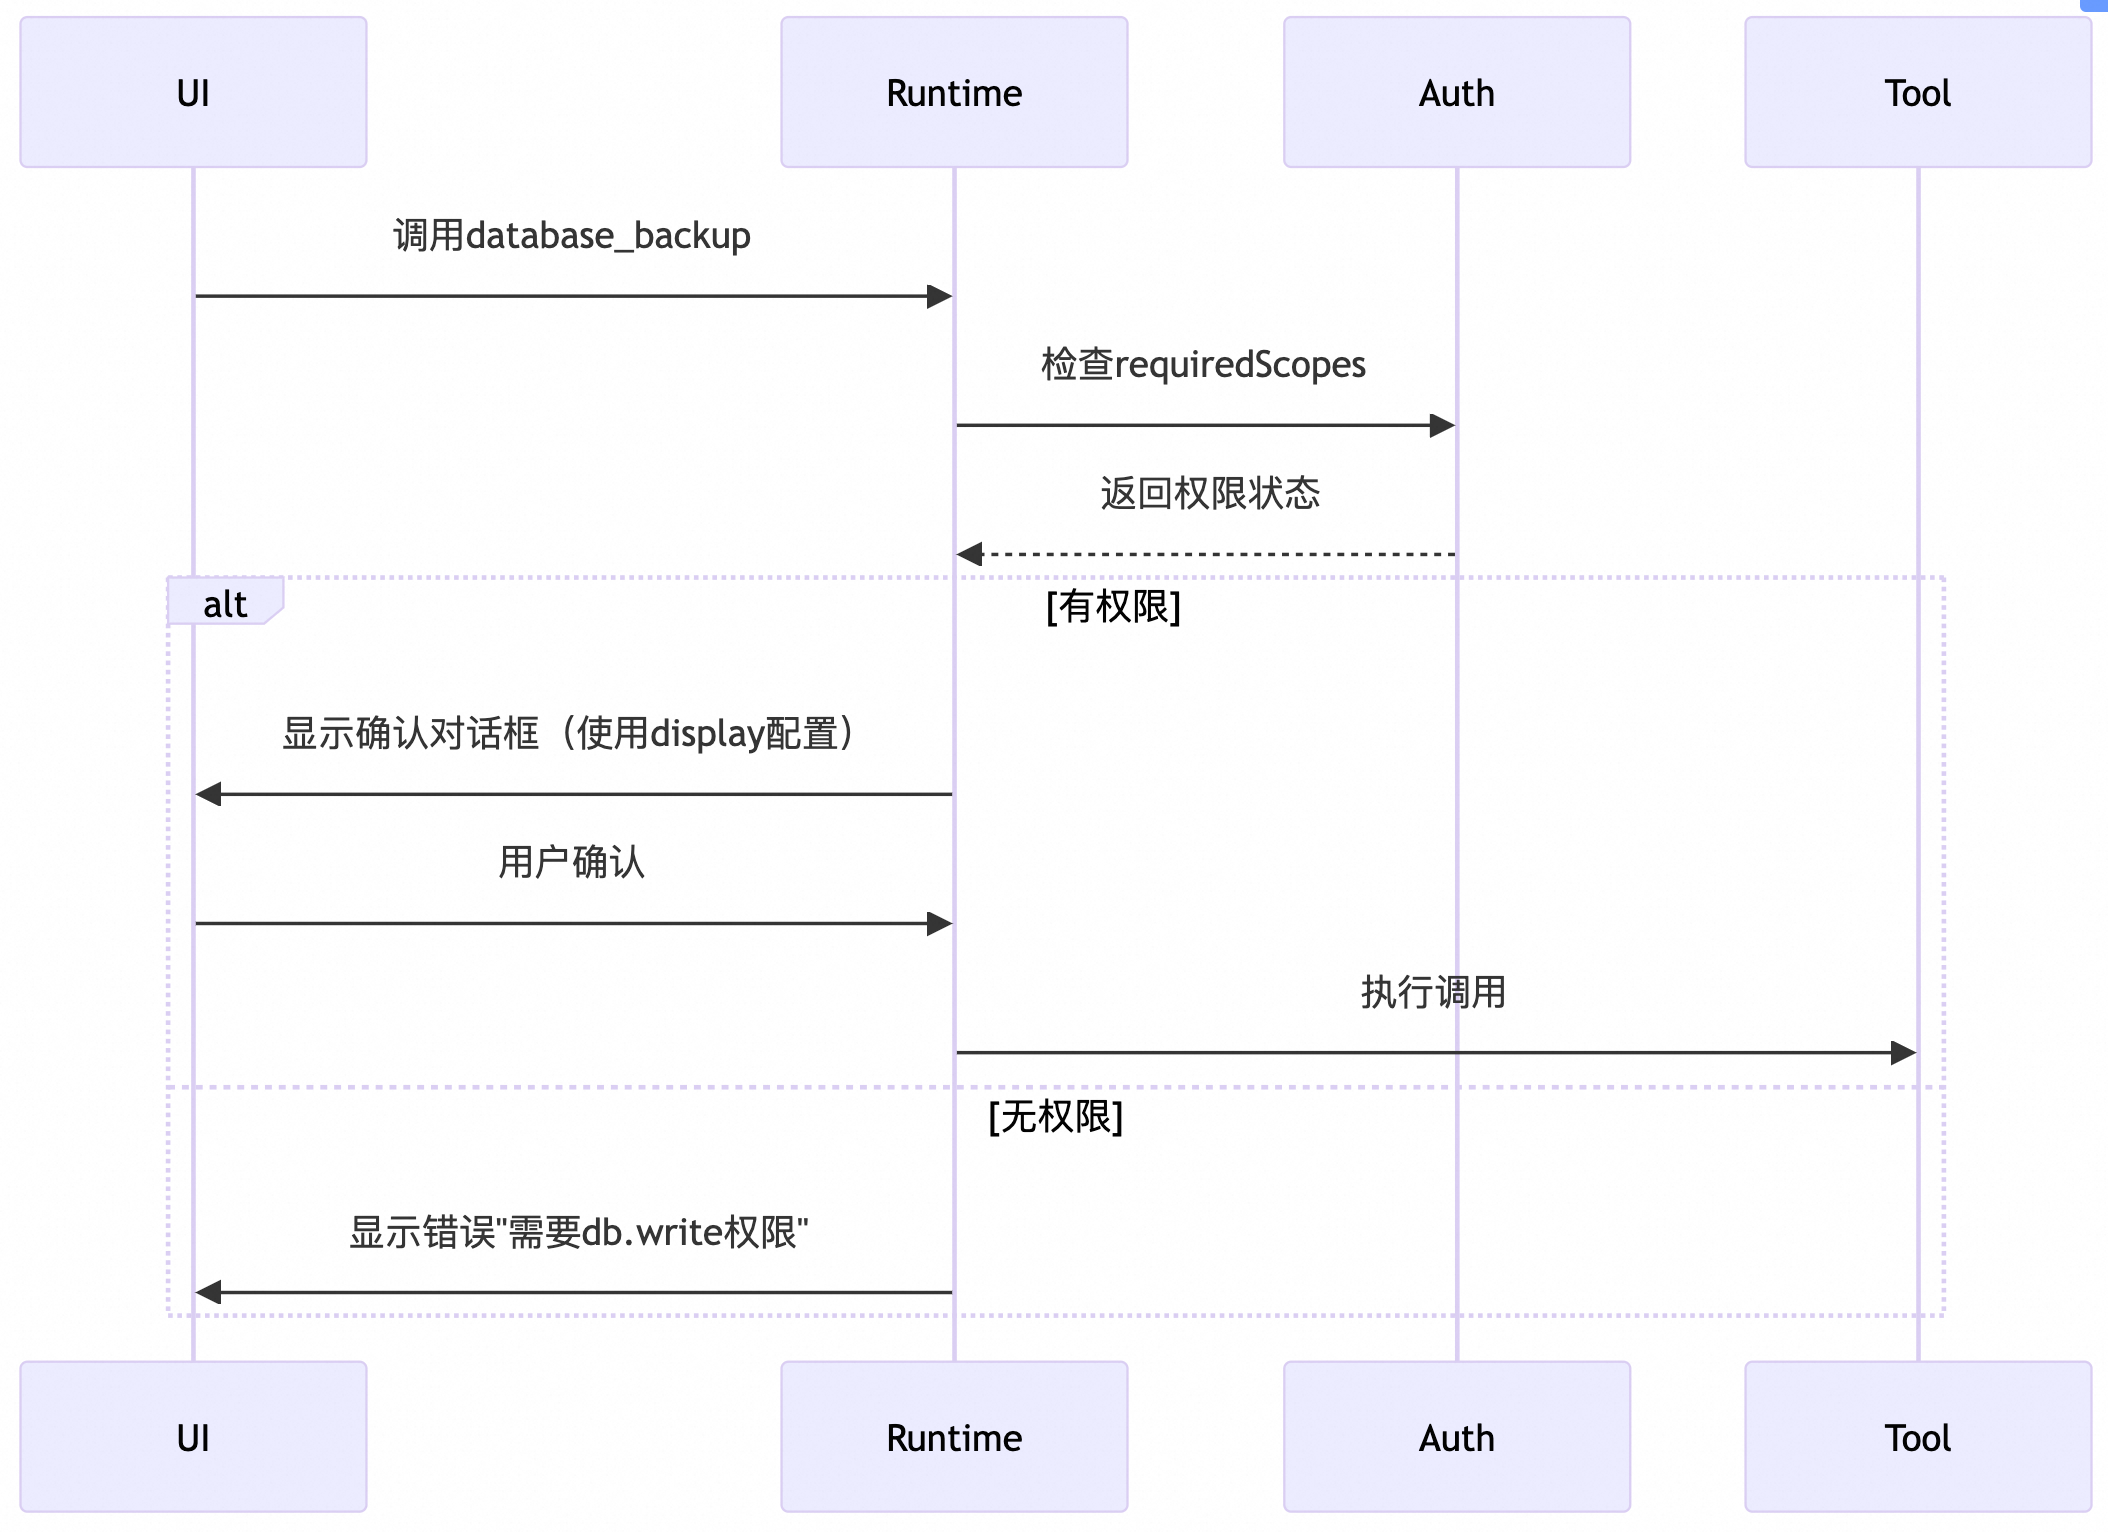 UI
Runtime
Auth
Tool
调用database_backup
检查requiredScopes
返回权限状态
alt
[有权限]
显示确认对话框（使用display配置）
用户确认
执行调用
[无权限]
显示错误"需要db.write权限"
UI
Runtime
Auth
Tool